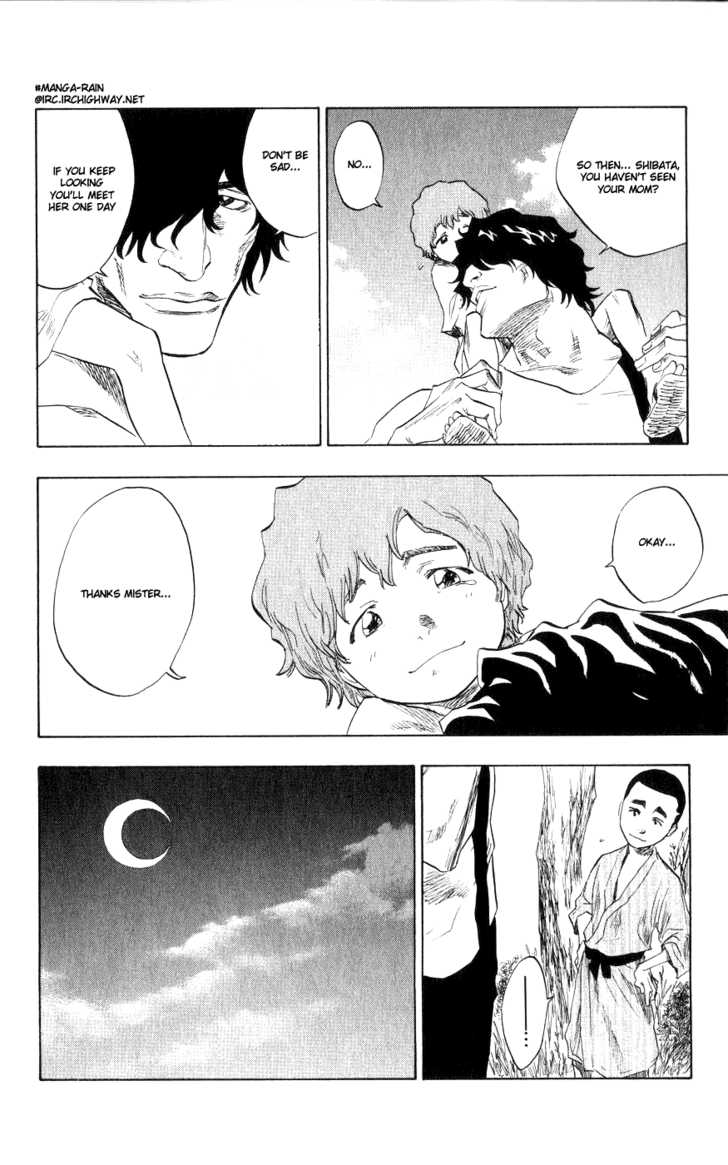 #MANGA-RAIN
@IRC.IRCHIGHWAY.NET
SO THEN... SHIBATA,
YOU HAVEN'T SEEN
YOUR MOM?
NO...
DON'T BE
SAD...
IF YOU KEEP
LOOKING
YOU'LL MEET
HER ONE DAY
OKAY...
THANKS MISTER...
......